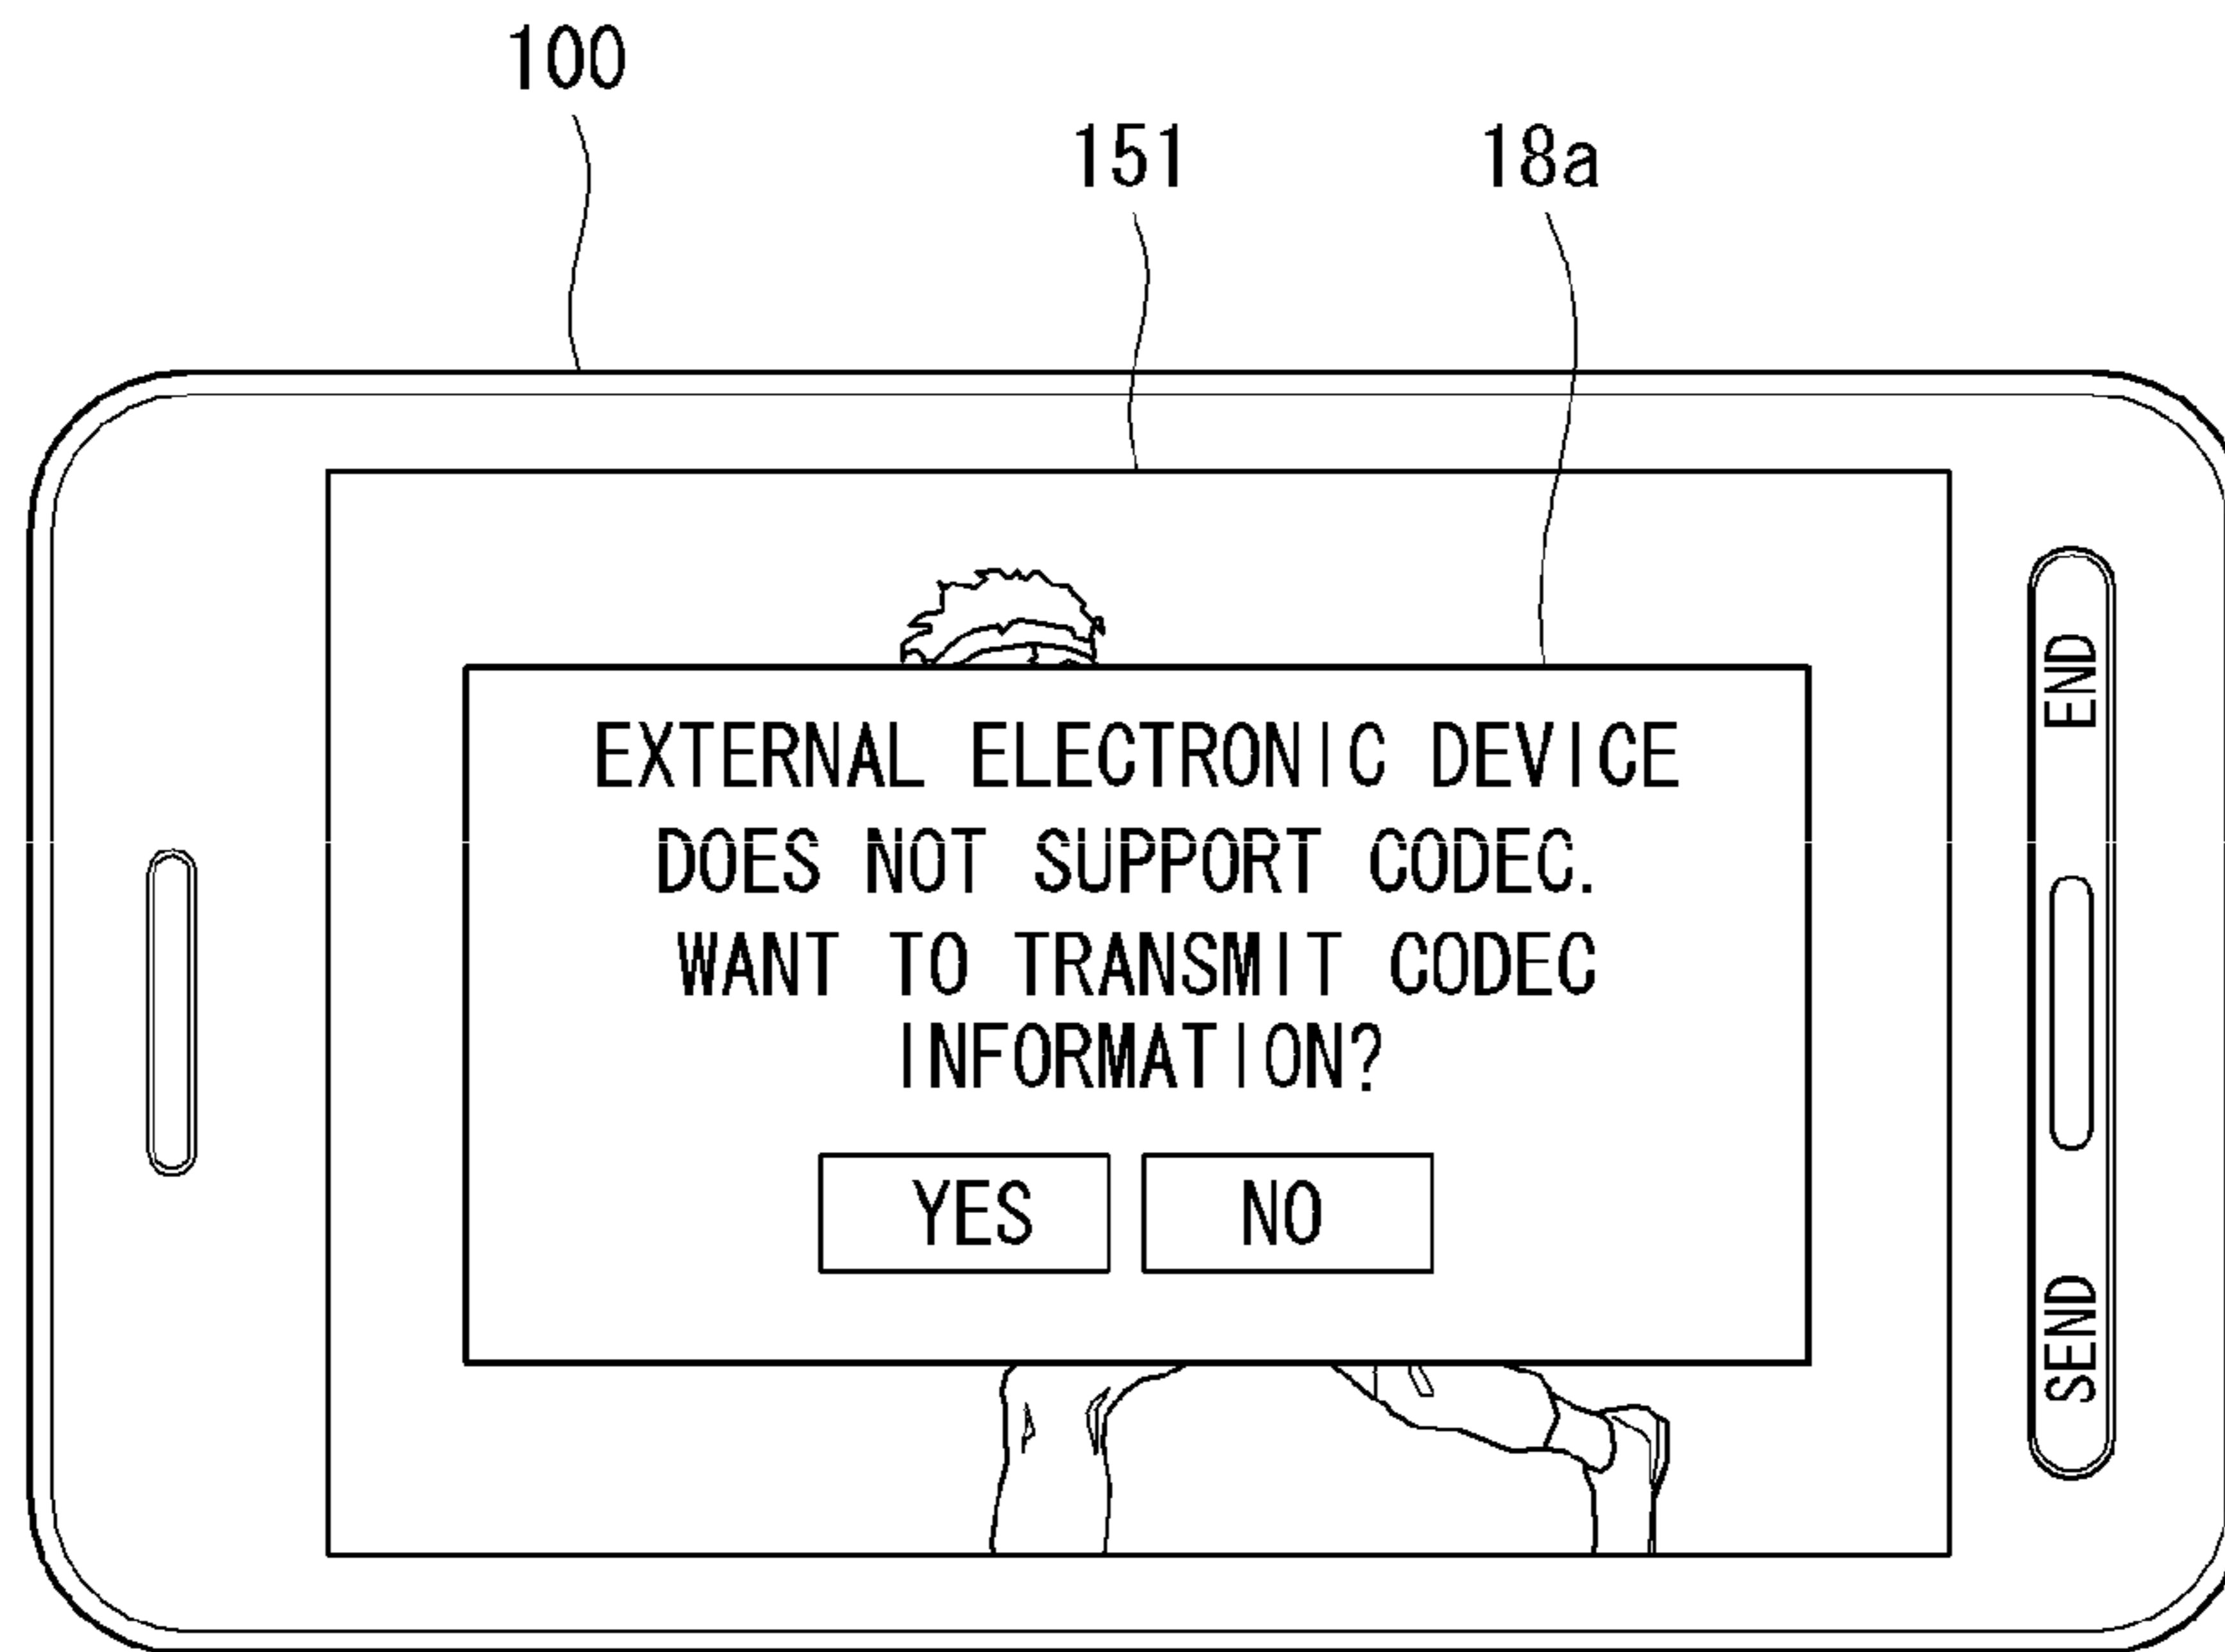 100
151
18a
EXTERNAL ELECTRONIC DEVICE
DOES NOT SUPPORT CODEC.
WANT TO TRANSMIT CODEC
INFORMATION?
YES NO
END
SEND